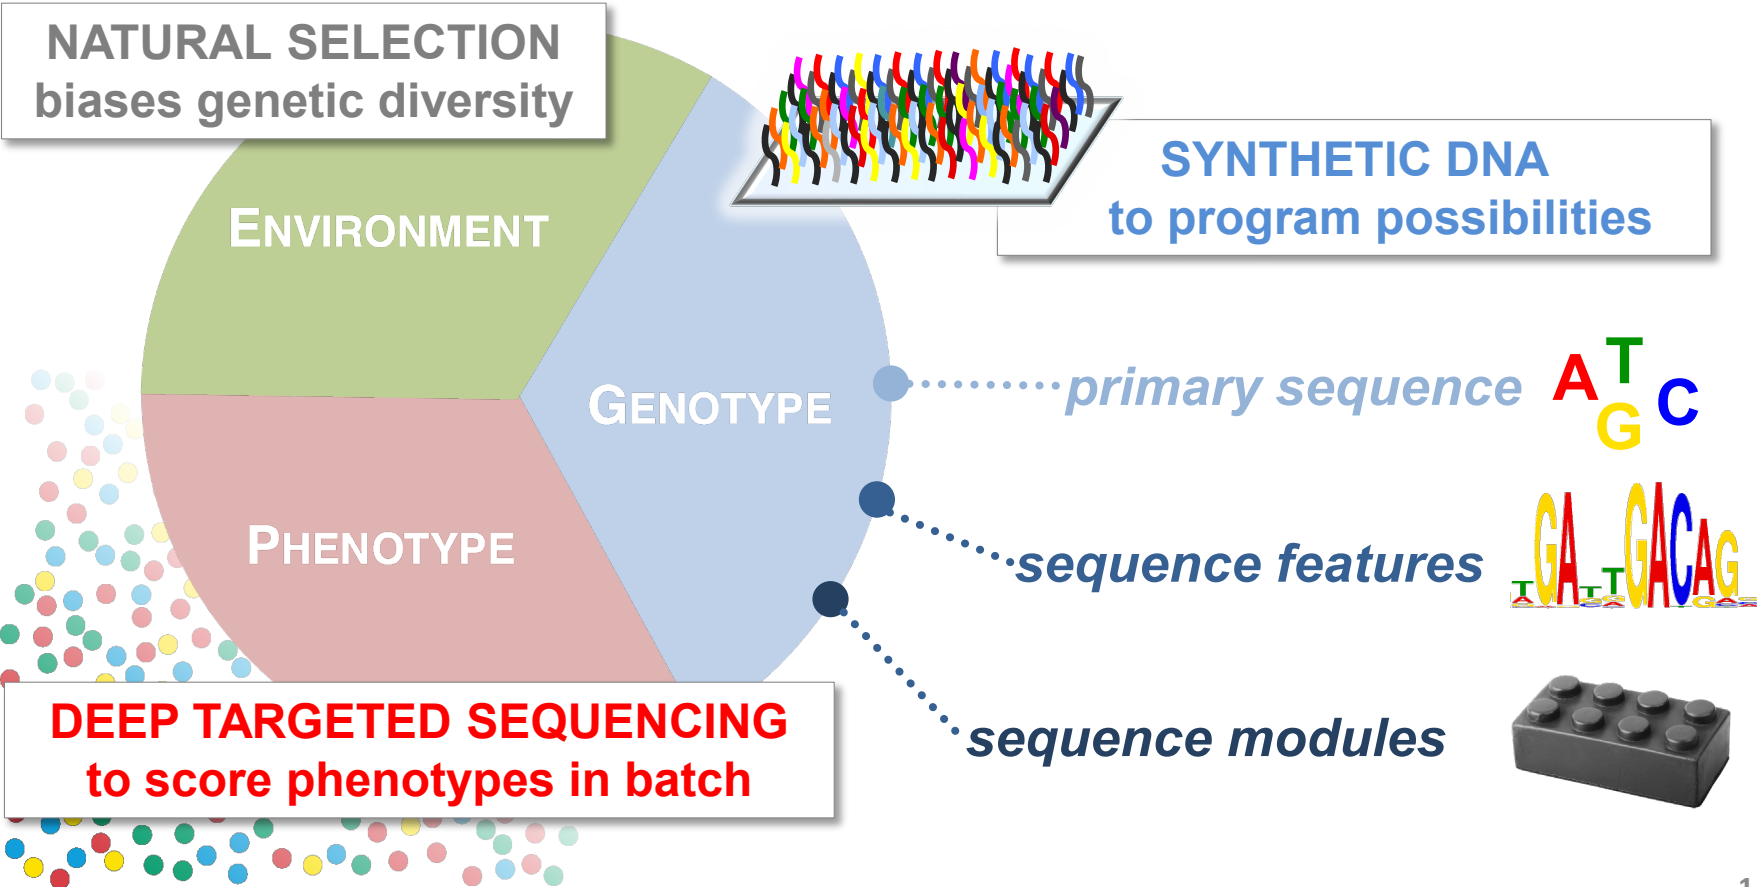 NATURAL SELECTION
biases genetic diversity
SYNTHETIC DNA
to program possibilities
ENVIRONMENT
GENOTYPE
PHENOTYPE
primary sequence
A T G C
sequence features
TGATTGACAG
sequence modules
DEEP TARGETED SEQUENCING
to score phenotypes in batch